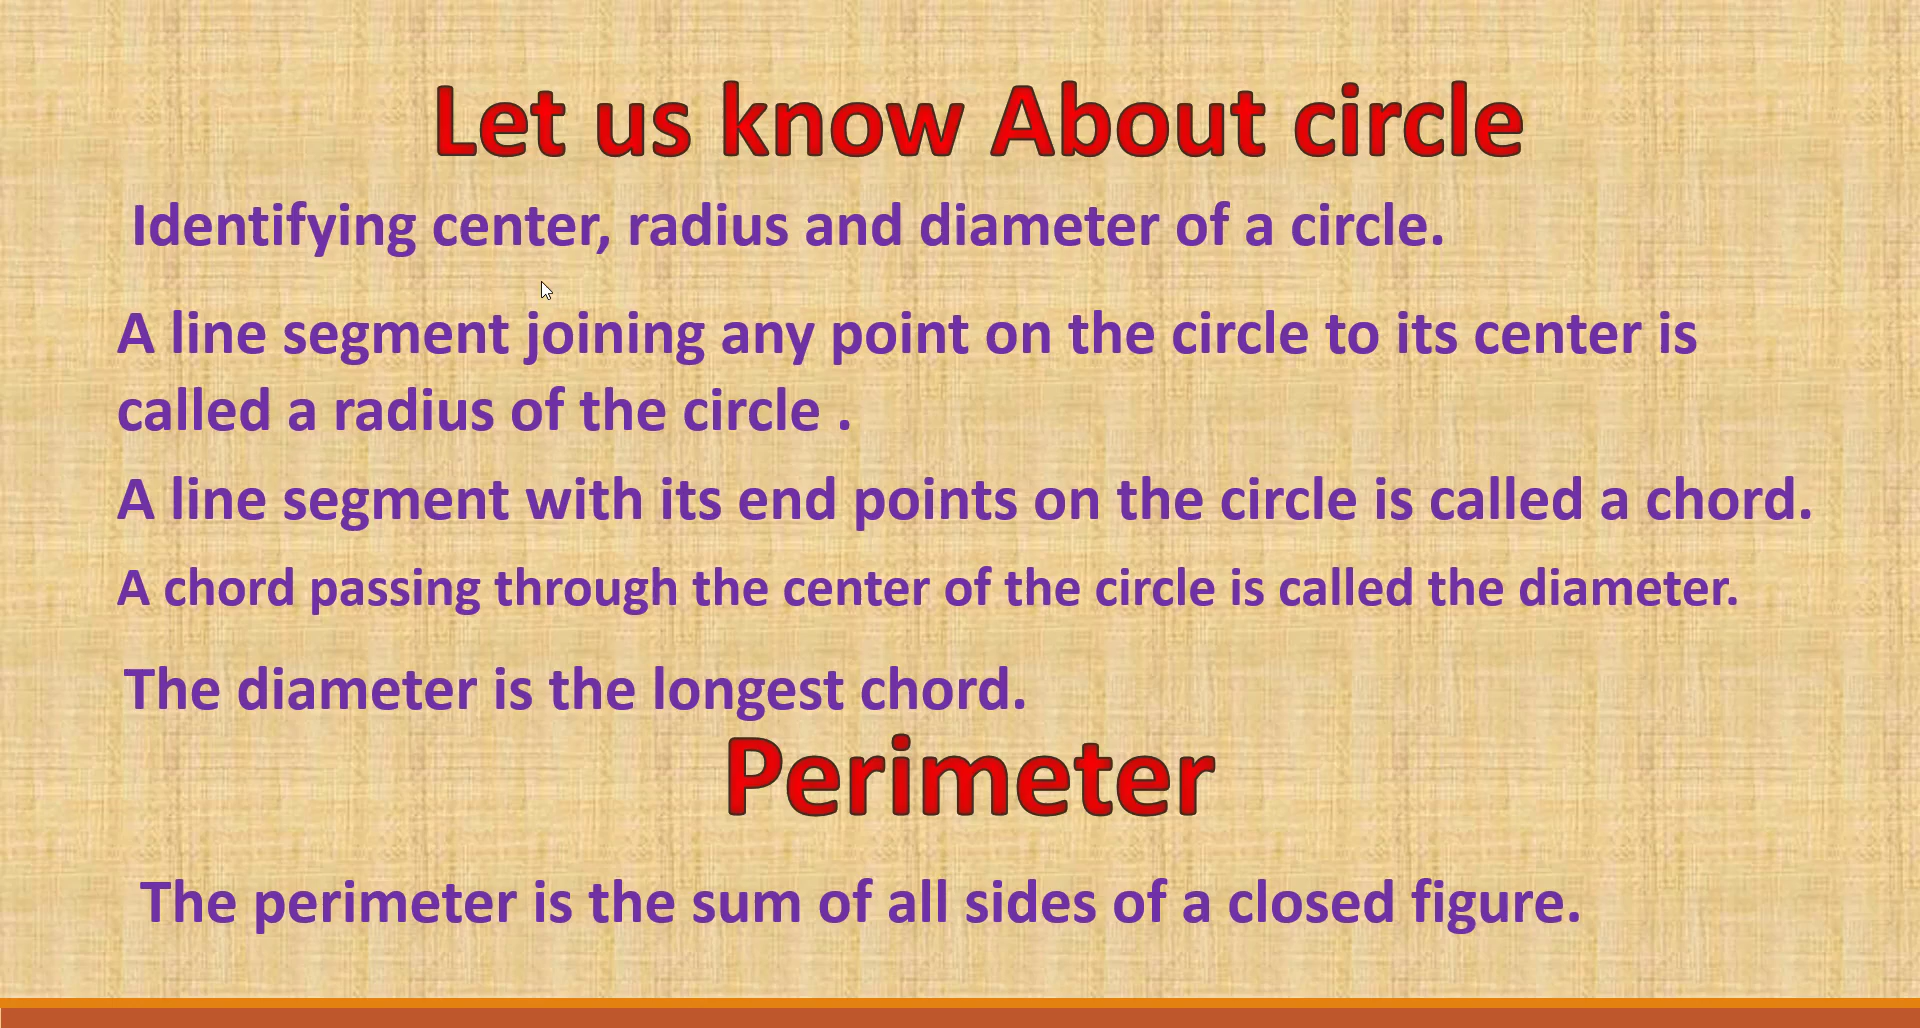 Let us know About circle
Identifying center, radius and diameter of a circle.
A line segment joining any point on the circle to its center is
called a radius of the circle .
A line segment with its end points on the circle is called a chord.
A chord passing through the center of the circle is called the diameter.
The diameter is the longest chord.
Perimeter
The perimeter is the sum of all sides of a closed figure.